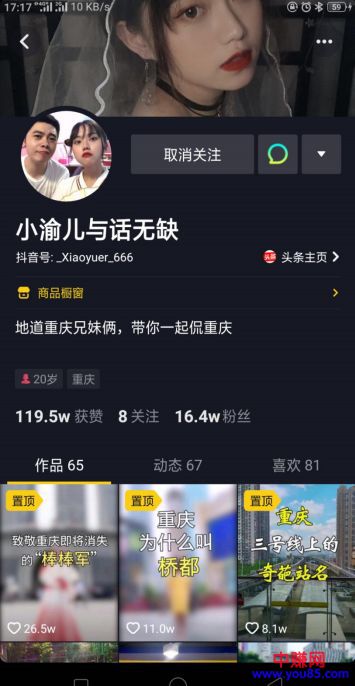 17:17 10 KB/s 59
取消关注
小渝儿与话无缺
抖音号: _Xiaoyuer_666
头条 头条主页
商品橱窗
地道重庆兄妹俩，带你一起侃重庆
20岁 重庆
119.5w 获赞 8 关注 16.4w 粉丝
作品 65 动态 67 喜欢 81
置顶
致敬重庆即将消失
的“棒棒军”
26.5w
置顶
重庆
为什么叫
桥都
11.0w
置顶
重庆
三号线上的
奇葩站名
8.1w
中赚网
www.you85.com